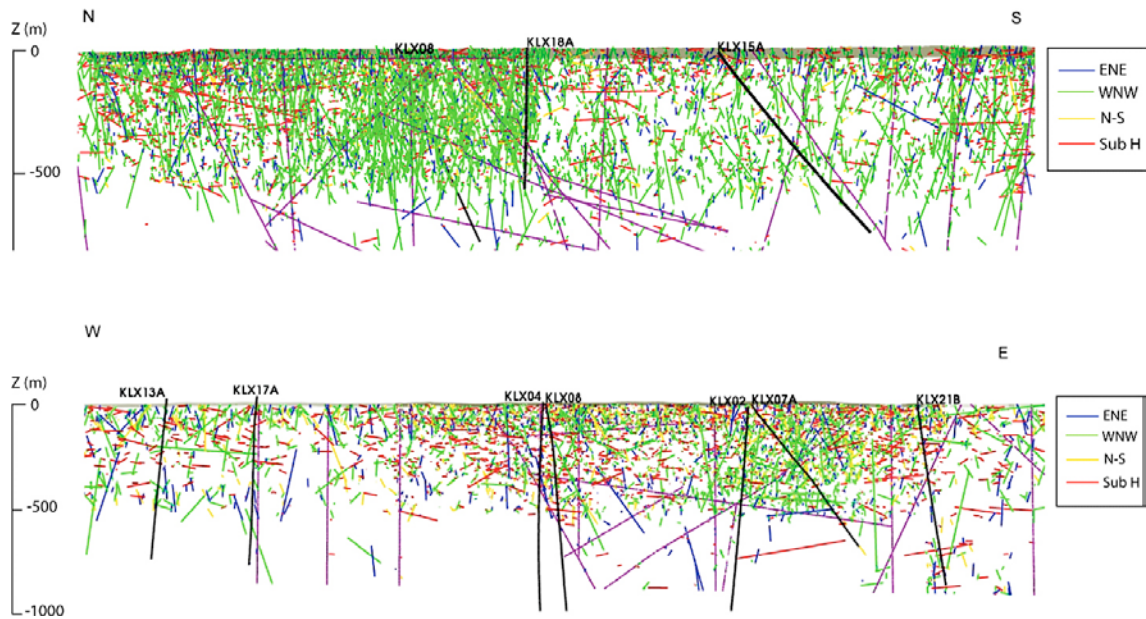 N
S
Z (m)
0
-500
KLX08
KLX18A
KLX15A
ENE
WNW
N-S
Sub H
W
E
Z (m)
0
-500
-1000
KLX13A
KLX17A
KLX04
KLX08
KLX02
KLX07A
KLX21B
ENE
WNW
N-S
Sub H